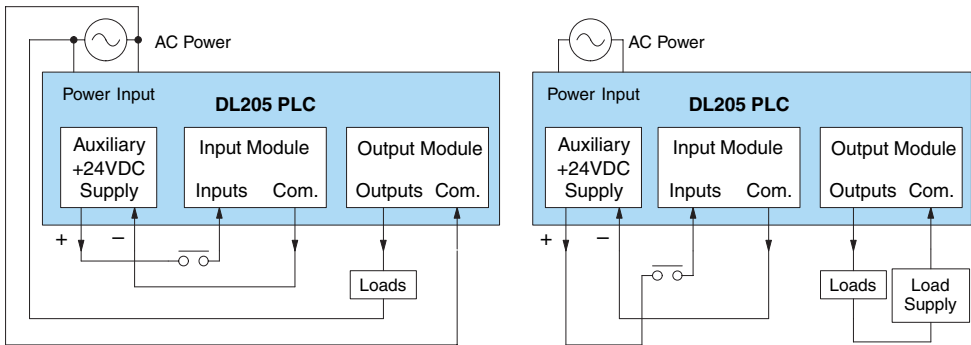 AC Power
Power Input
DL205 PLC
Auxiliary
+24VDC
Supply
Input Module
Inputs Com.
Output Module
Outputs Com.
+ –
Loads
AC Power
Power Input
DL205 PLC
Auxiliary
+24VDC
Supply
Input Module
Inputs Com.
Output Module
Outputs Com.
+ –
Loads
Load
Supply